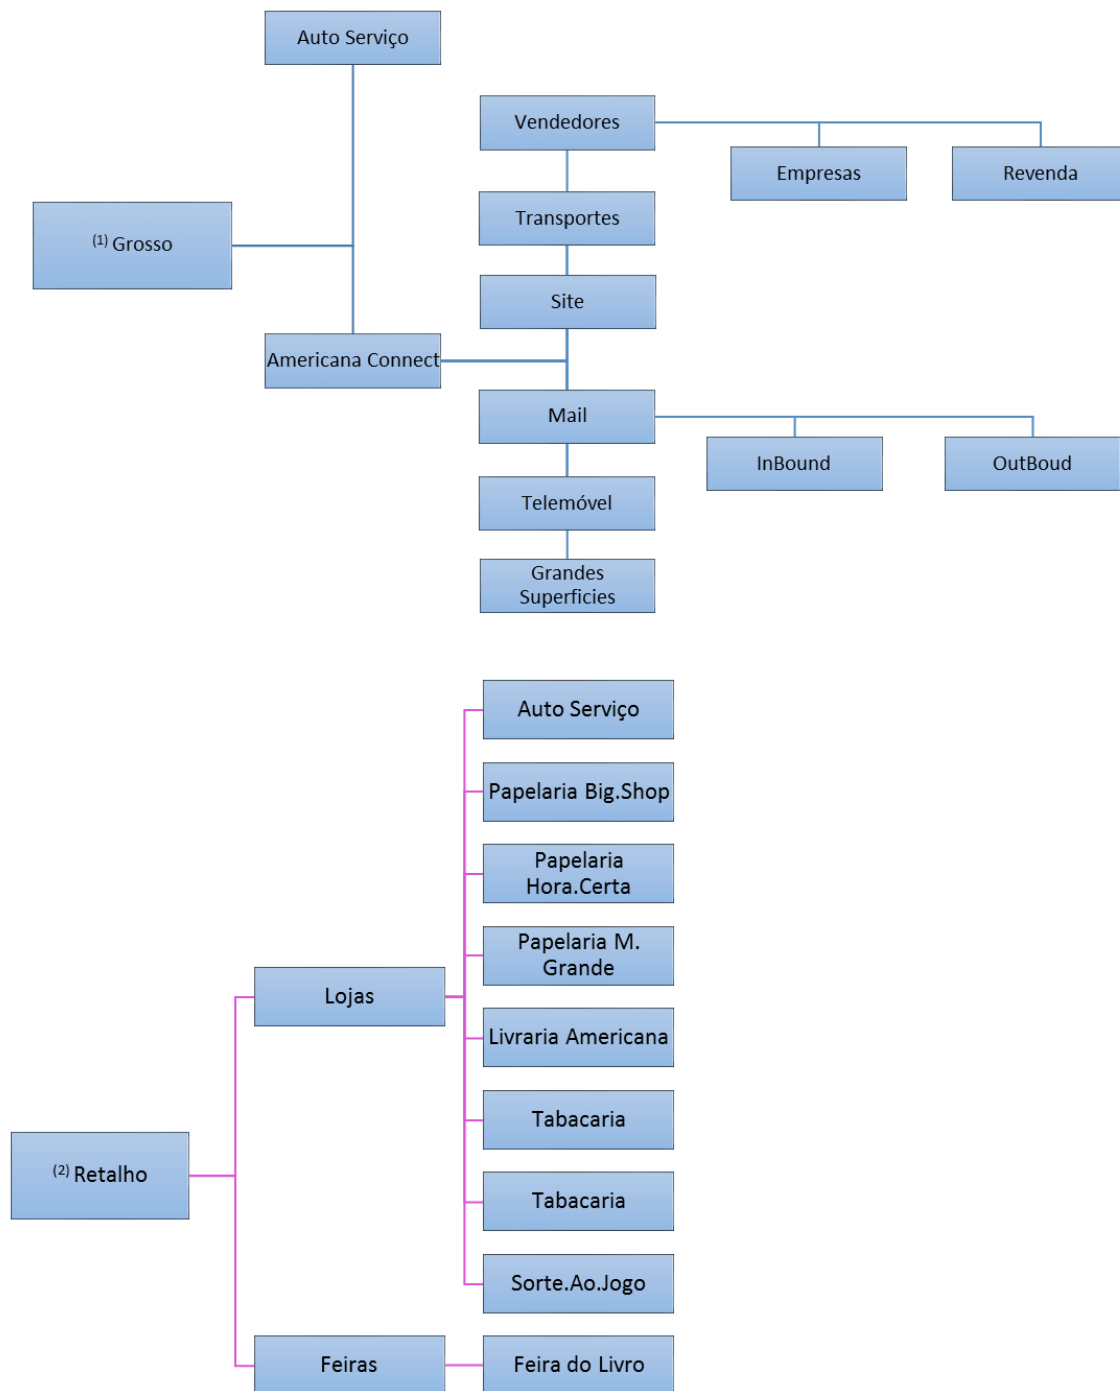 Auto Serviço
Vendedores
Empresas
Revenda
Transportes
(1) Grosso
Site
Americana Connect
Mail
InBound
OutBoud
Telemóvel
Grandes
Superficies
Auto Serviço
Papelaria Big.Shop
Papelaria
Hora.Certa
Papelaria M.
Grande
Lojas
Livraria Americana
Tabacaria
(2) Retalho
Tabacaria
Sorte.Ao.Jogo
Feiras
Feira do Livro